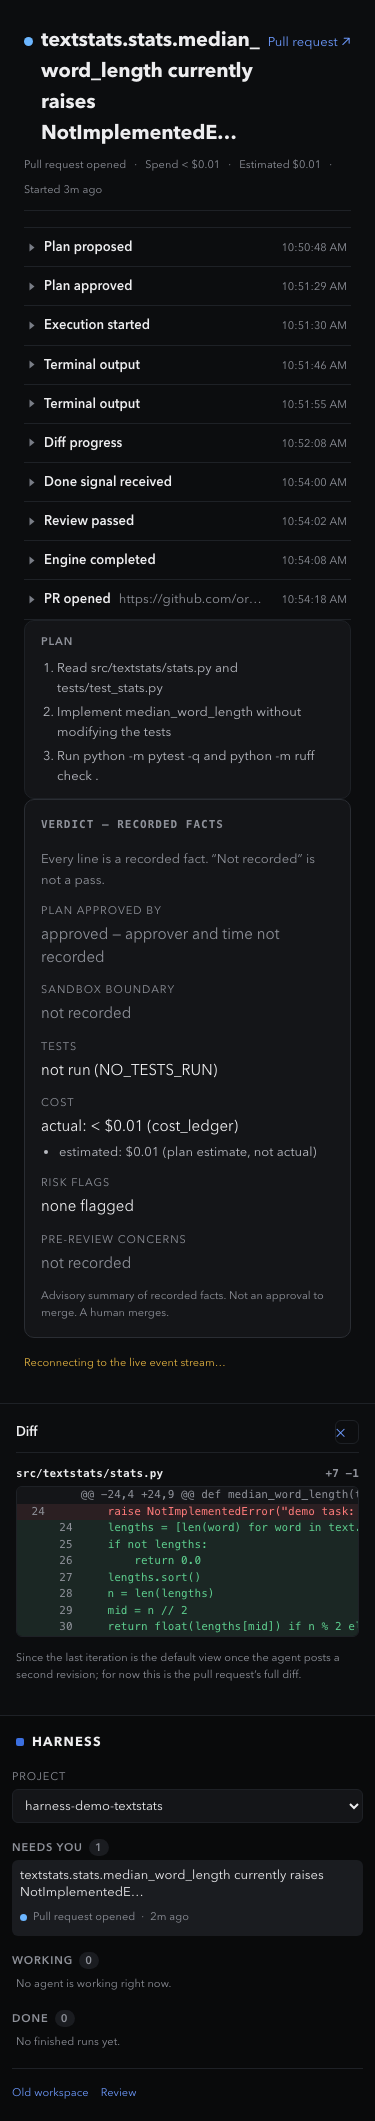 textstats.stats.median_
word_length currently
raises
NotImplementedE…
Pull request ↗
Pull request opened · Spend < $0.01 · Estimated $0.01 ·
Started 3m ago
Plan proposed 10:50:48 AM
Plan approved 10:51:29 AM
Execution started 10:51:30 AM
Terminal output 10:51:46 AM
Terminal output 10:51:55 AM
Diff progress 10:52:08 AM
Done signal received 10:54:00 AM
Review passed 10:54:02 AM
Engine completed 10:54:08 AM
PR opened https://github.com/or… 10:54:18 AM
PLAN
1. Read src/textstats/stats.py and
tests/test_stats.py
2. Implement median_word_length without
modifying the tests
3. Run python -m pytest -q and python -m ruff
check .
VERDICT — RECORDED FACTS
Every line is a recorded fact. “Not recorded” is
not a pass.
PLAN APPROVED BY
approved — approver and time not
recorded
SANDBOX BOUNDARY
not recorded
TESTS
not run (NO_TESTS_RUN)
COST
actual: < $0.01 (cost_ledger)
• estimated: $0.01 (plan estimate, not actual)
RISK FLAGS
none flagged
PRE-REVIEW CONCERNS
not recorded
Advisory summary of recorded facts. Not an approval to
merge. A human merges.
Reconnecting to the live event stream…
Diff
×
src/textstats/stats.py +7 −1
@@ -24,4 +24,9 @@ def median_word_length(t
24 raise NotImplementedError("demo task:
24 lengths = [len(word) for word in text.
25 if not lengths:
26 return 0.0
27 lengths.sort()
28 n = len(lengths)
29 mid = n // 2
30 return float(lengths[mid]) if n % 2 el
Since the last iteration is the default view once the agent posts a
second revision; for now this is the pull request’s full diff.
HARNESS
PROJECT
harness-demo-textstats
NEEDS YOU 1
textstats.stats.median_word_length currently raises
NotImplementedE…
Pull request opened · 2m ago
WORKING 0
No agent is working right now.
DONE 0
No finished runs yet.
Old workspace Review